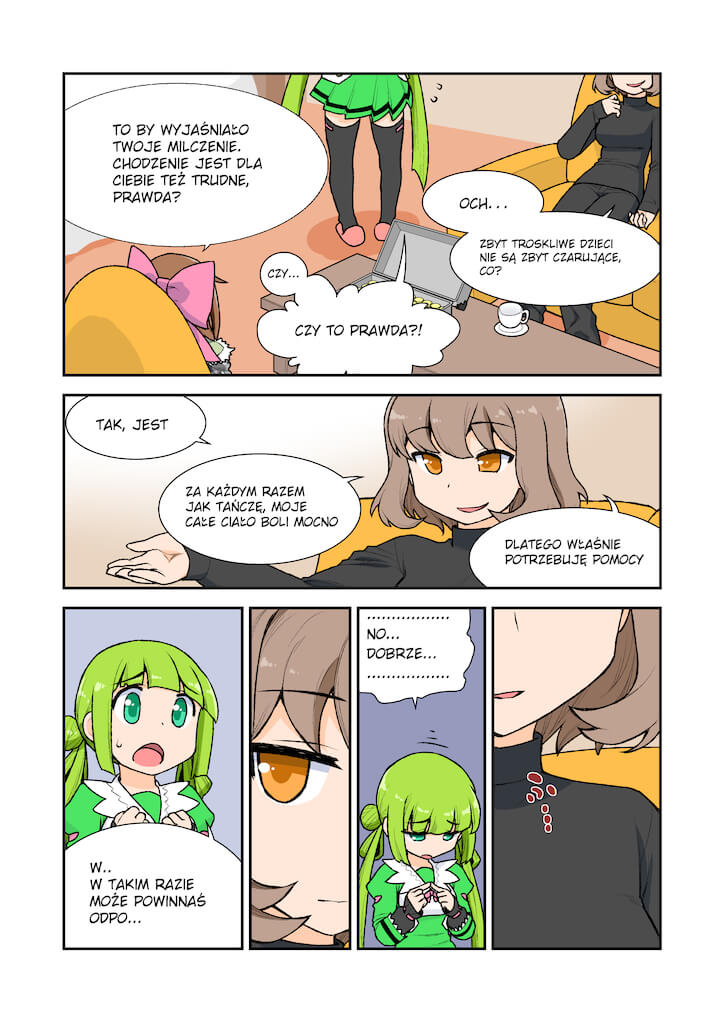 TO BY WYJAŚNIAŁO
TWOJE MILCZENIE.
CHODZENIE JEST DLA
CIEBIE TEŻ TRUDNE,
PRAWDA?
OCH...
ZBYT TROSKLIWE DZIECI
NIE SĄ ZBYT CZARUJĄCE,
CO?
CZY...
CZY TO PRAWDA?!
TAK, JEST
ZA KAŻDYM RAZEM
JAK TAŃCZĘ, MOJE
CAŁE CIAŁO BOLI MOCNO
DLATEGO WŁAŚNIE
POTRZEBUJĘ POMOCY
W..
W TAKIM RAZIE
MOŻE POWINNAŚ
ODPO...
.................
NO...
DOBRZE...
.................